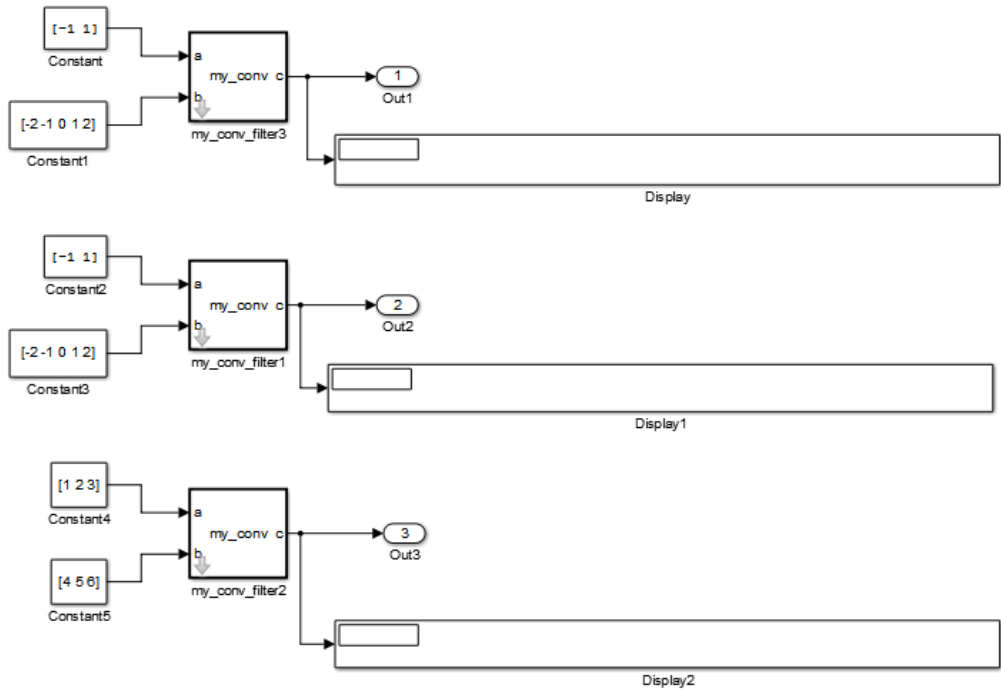 [-1 1]
Constant
[-2 -1 0 1 2]
Constant1
a
my_conv c
b
my_conv_filter3
1
Out1
Display
[-1 1]
Constant2
[-2 -1 0 1 2]
Constant3
a
my_conv c
b
my_conv_filter1
2
Out2
Display1
[1 2 3]
Constant4
[4 5 6]
Constant5
a
my_conv c
b
my_conv_filter2
3
Out3
Display2